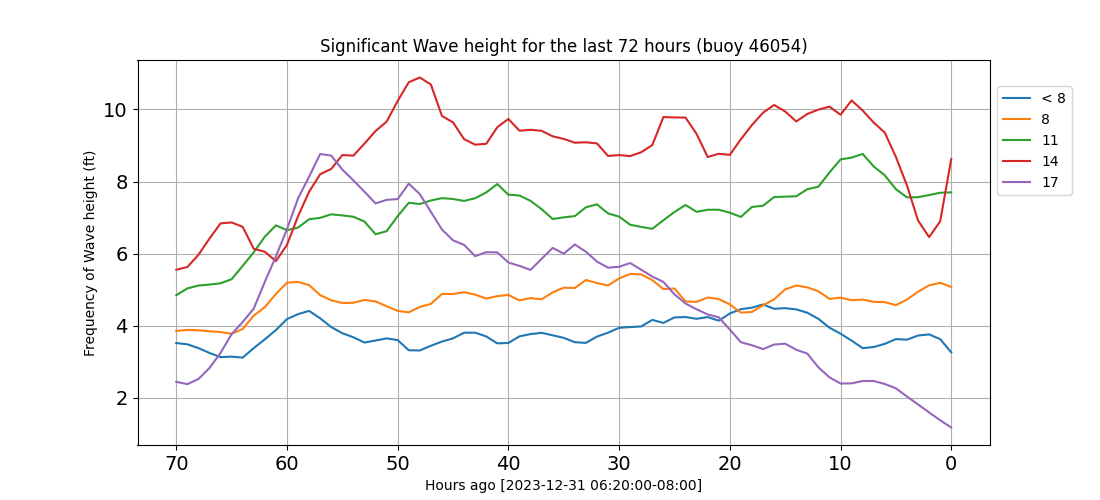 Significant Wave height for the last 72 hours (buoy 46054)
Frequency of Wave height (ft)
10
8
6
4
2
70 60 50 40 30 20 10 0
Hours ago [2023-12-31 06:20:00-08:00]
< 8
8
11
14
17